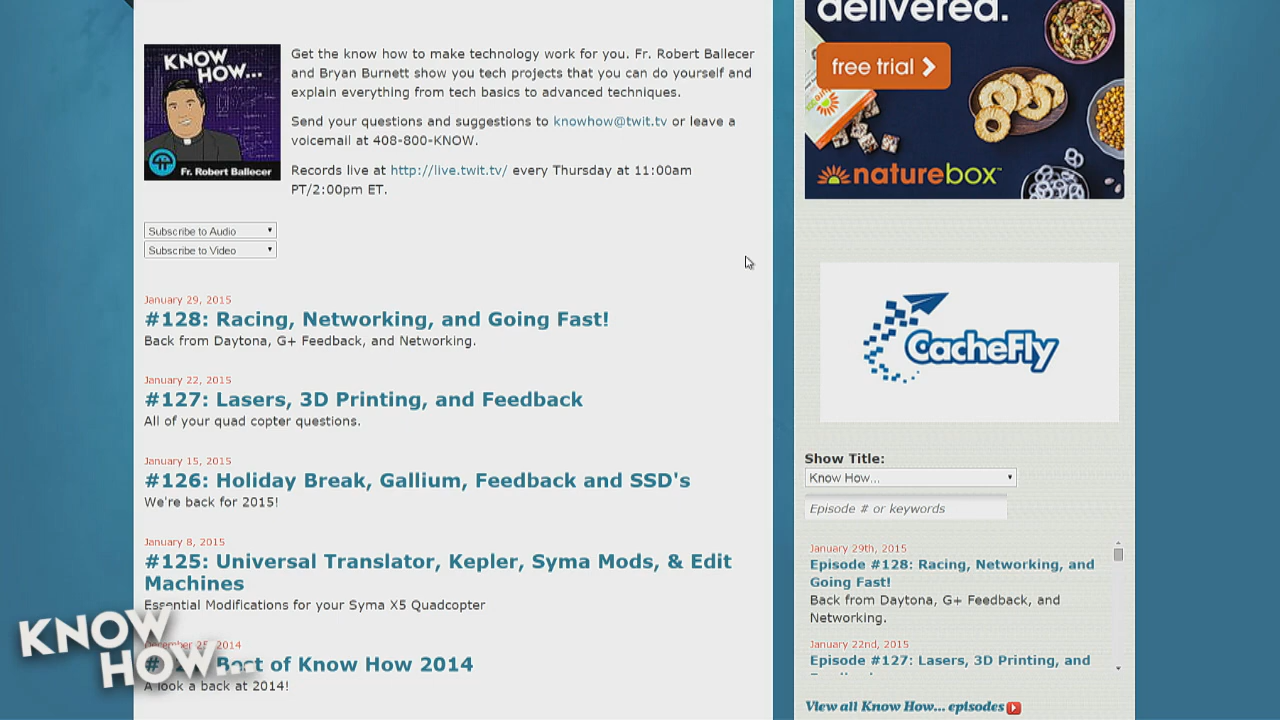 KNOW
HOW...
Fr. Robert Ballecer
Get the know how to make technology work for you. Fr. Robert Ballecer
and Bryan Burnett show you tech projects that you can do yourself and
explain everything from tech basics to advanced techniques.
Send your questions and suggestions to knowhow@twit.tv or leave a
voicemail at 408-800-KNOW.
Records live at http://live.twit.tv/ every Thursday at 11:00am
PT/2:00pm ET.
Subscribe to Audio
Subscribe to Video
January 29, 2015
#128: Racing, Networking, and Going Fast!
Back from Daytona, G+ Feedback, and Networking.
January 22, 2015
#127: Lasers, 3D Printing, and Feedback
All of your quad copter questions.
January 15, 2015
#126: Holiday Break, Gallium, Feedback and SSD's
We're back for 2015!
January 8, 2015
#125: Universal Translator, Kepler, Syma Mods, & Edit
Machines
Essential Modifications for your Syma X5 Quadcopter
December 25, 2014
Best of Know How 2014
A look a back at 2014!
KNOW
HOW...
delivered.
free trial
naturebox™
CacheFly
Show Title:
Know How...
Episode # or keywords
January 29th, 2015
Episode #128: Racing, Networking, and
Going Fast!
Back from Daytona, G+ Feedback, and
Networking.
January 22nd, 2015
Episode #127: Lasers, 3D Printing, and
View all Know How... episodes